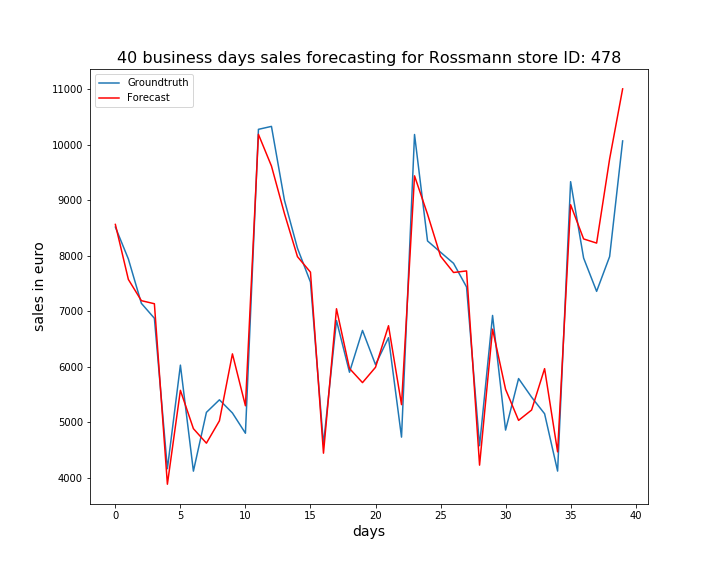 40 business days sales forecasting for Rossmann store ID: 478
Groundtruth
Forecast
11000
10000
9000
8000
7000
6000
5000
4000
sales in euro
0 5 10 15 20 25 30 35 40
days